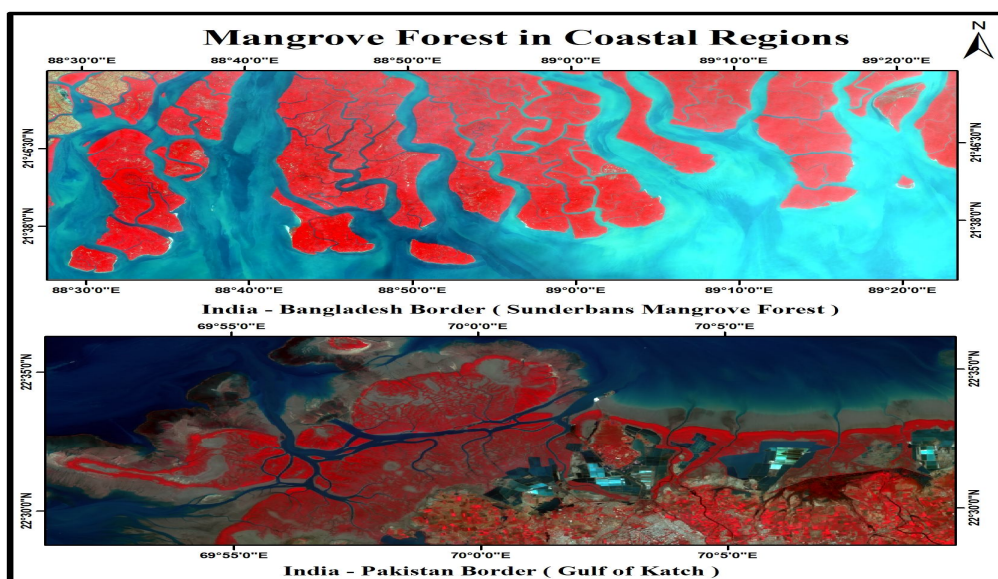 Mangrove Forest in Coastal Regions
N
88°30'0"E 88°40'0"E 88°50'0"E 89°0'0"E 89°10'0"E 89°20'0"E
21°46'30"N 21°46'30"N
21°38'0"N 21°38'0"N
88°30'0"E 88°40'0"E 88°50'0"E 89°0'0"E 89°10'0"E 89°20'0"E
India - Bangladesh Border ( Sunderbans Mangrove Forest )
69°55'0"E 70°0'0"E 70°5'0"E
22°35'0"N 22°35'0"N
22°30'0"N 22°30'0"N
69°55'0"E 70°0'0"E 70°5'0"E
India - Pakistan Border ( Gulf of Katch )